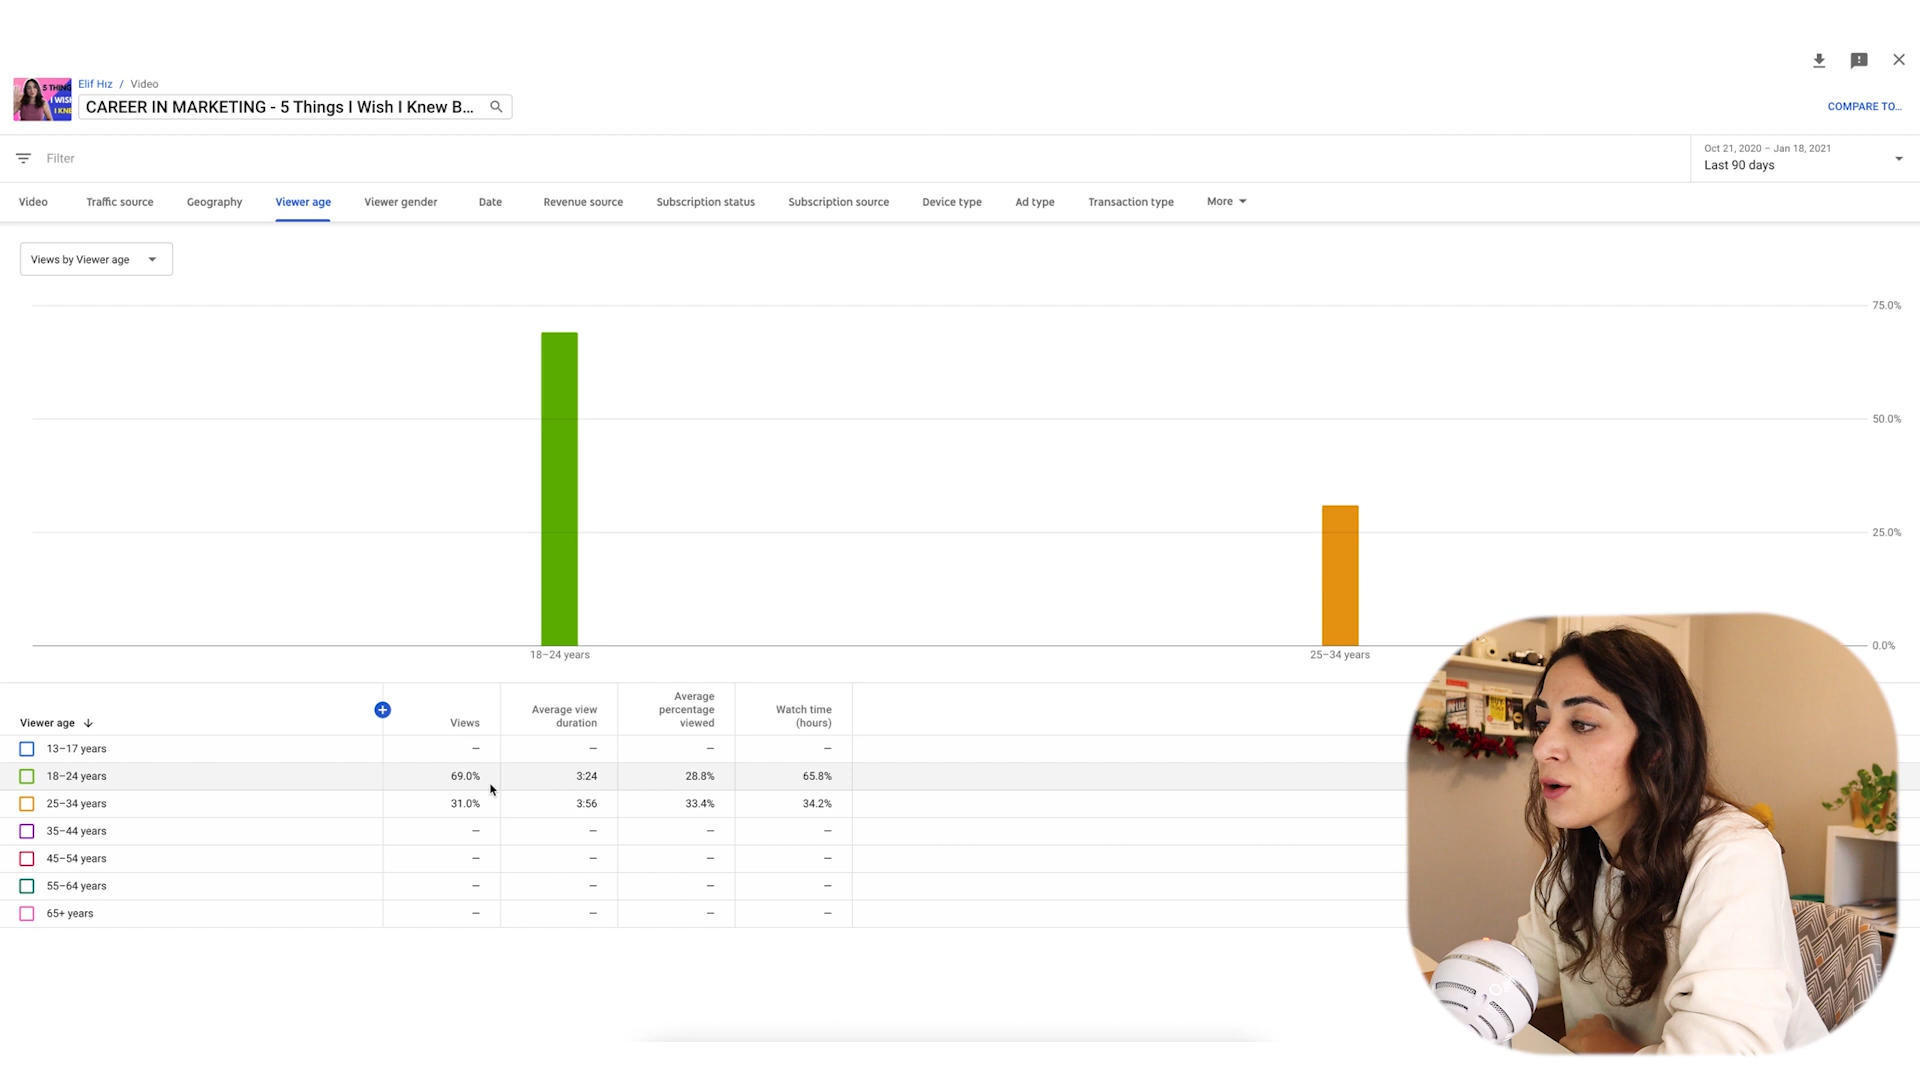 5 THING
I WISH
I KNE
Elif Hız / Video
CAREER IN MARKETING - 5 Things I Wish I Knew B...
COMPARE TO...
Filter
Oct 21, 2020 – Jan 18, 2021
Last 90 days
Video Traffic source Geography Viewer age Viewer gender Date Revenue source Subscription status Subscription source Device type Ad type Transaction type More
Views by Viewer age
75.0%
50.0%
25.0%
0.0%
18–24 years 25–34 years
Viewer age Views Average view duration Average percentage viewed Watch time (hours)
13–17 years – – – –
18–24 years 69.0% 3:24 28.8% 65.8%
25–34 years 31.0% 3:56 33.4% 34.2%
35–44 years – – – –
45–54 years – – – –
55–64 years – – – –
65+ years – – – –